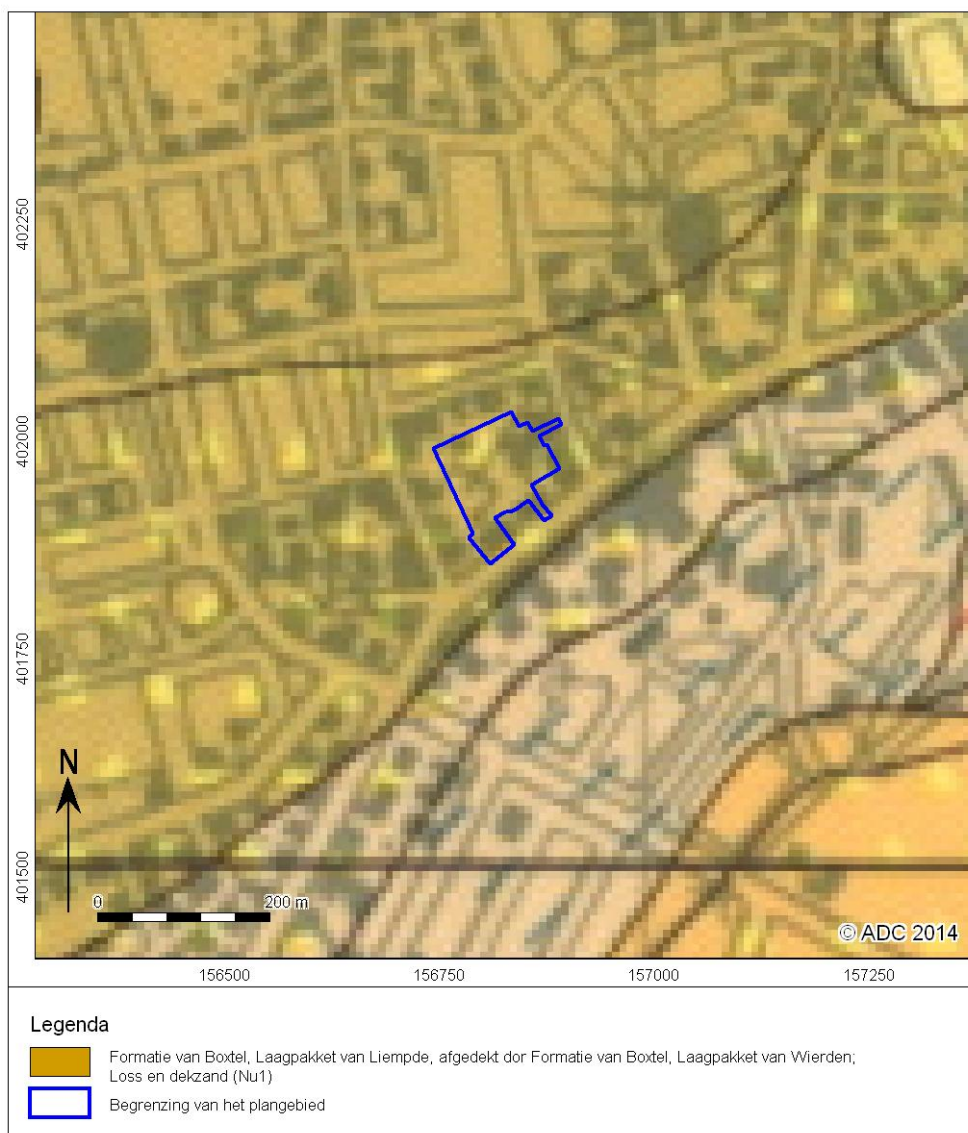 402250
402000
401750
401500
N
0
200 m
© ADC 2014
156500
156750
157000
157250
Legenda
Formatie van Boxtel, Laagpakket van Liempde, afgedekt dor Formatie van Boxtel, Laagpakket van Wierden;
Loss en dekzand (Nu1)
Begrenzing van het plangebied